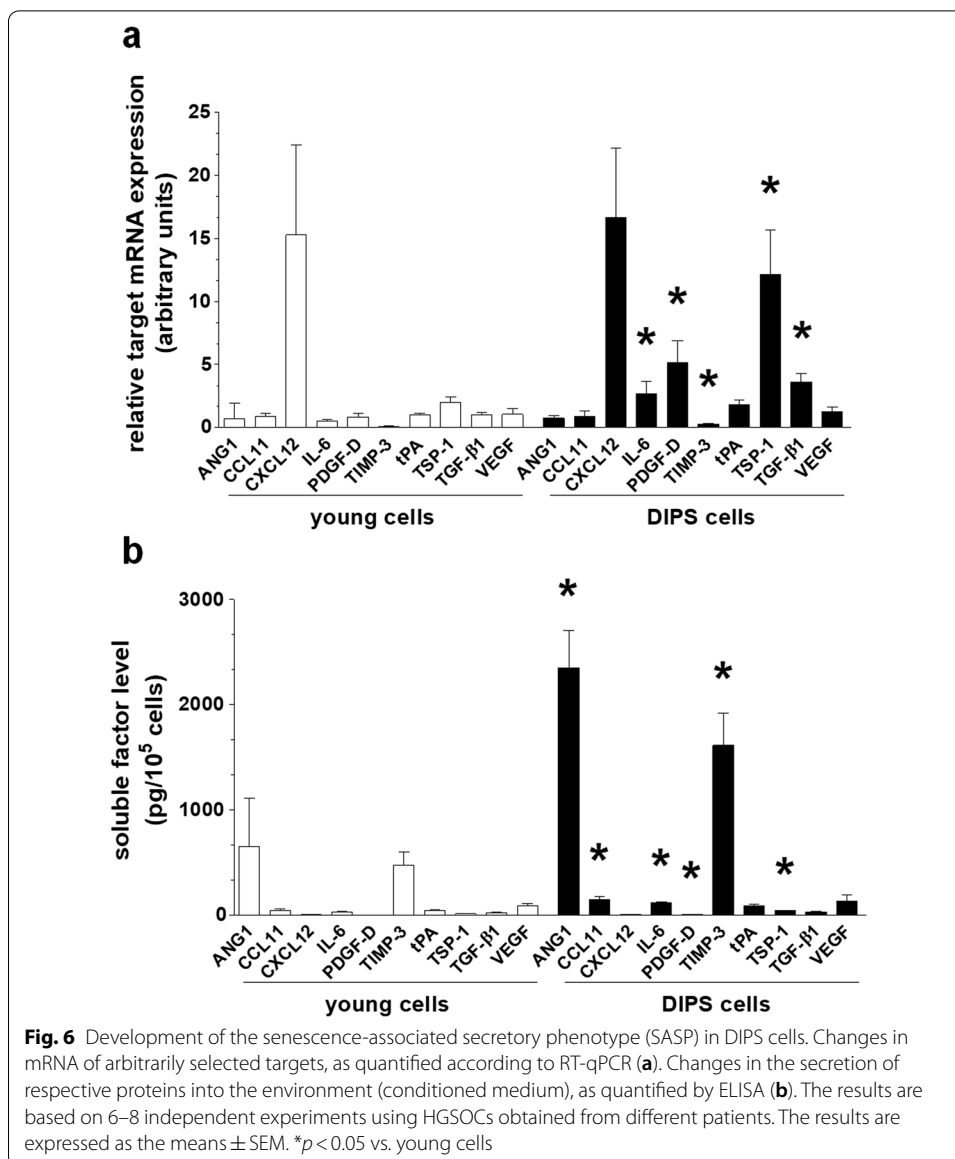 a
relative target mRNA expression
(arbitrary units)
25
20
15
10
5
0
* * * * *
ANG1 CCL11 CXCL12 IL-6 PDGF-D TIMP-3 tPA TSP-1 TGF-β1 VEGF ANG1 CCL11 CXCL12 IL-6 PDGF-D TIMP-3 tPA TSP-1 TGF-β1 VEGF
young cells DIPS cells
b
soluble factor level
(pg/10⁵ cells)
3000
2000
1000
0
* * * * * *
ANG1 CCL11 CXCL12 IL-6 PDGF-D TIMP-3 tPA TSP-1 TGF-β1 VEGF ANG1 CCL11 CXCL12 IL-6 PDGF-D TIMP-3 tPA TSP-1 TGF-β1 VEGF
young cells DIPS cells
Fig. 6 Development of the senescence-associated secretory phenotype (SASP) in DIPS cells. Changes in
mRNA of arbitrarily selected targets, as quantified according to RT-qPCR (a). Changes in the secretion of
respective proteins into the environment (conditioned medium), as quantified by ELISA (b). The results are
based on 6–8 independent experiments using HGSOCs obtained from different patients. The results are
expressed as the means ± SEM. *p < 0.05 vs. young cells